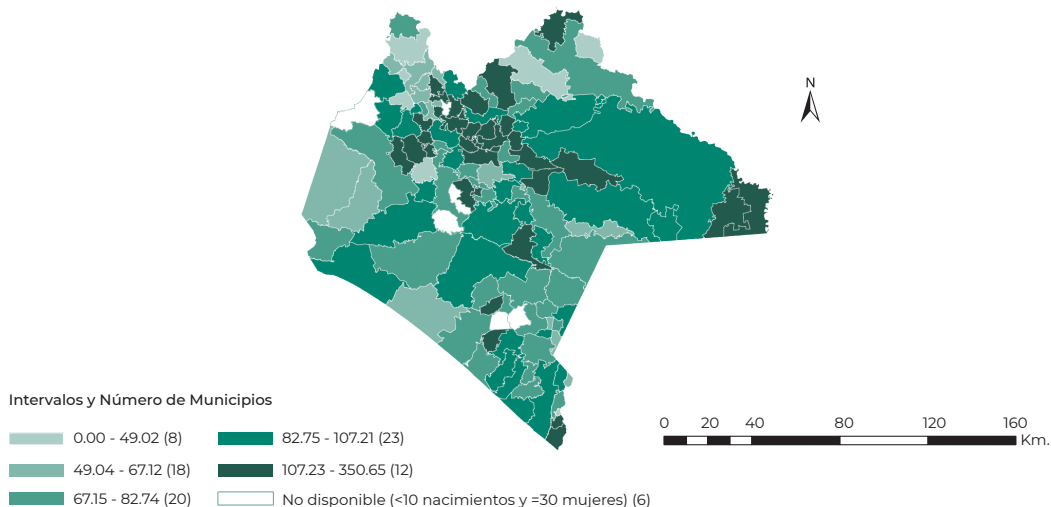 N
Intervalos y Número de Municipios
0.00 - 49.02 (8)
49.04 - 67.12 (18)
67.15 - 82.74 (20)
82.75 - 107.21 (23)
107.23 - 350.65 (12)
No disponible (<10 nacimientos y =30 mujeres) (6)
0 20 40 80 120 160
Km.